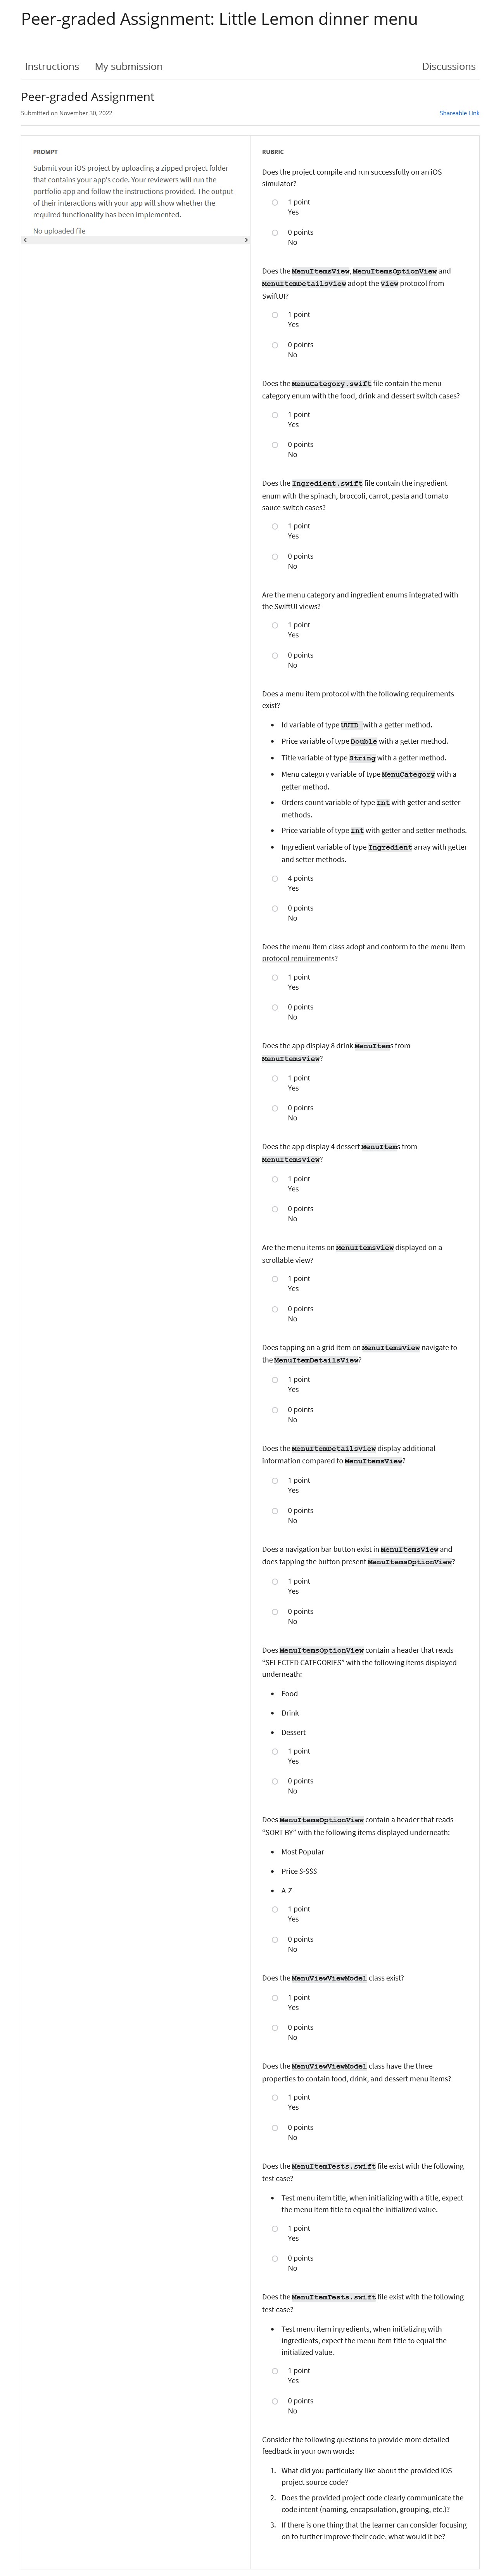 Peer-graded Assignment: Little Lemon dinner menu
Instructions My submission Discussions
Peer-graded Assignment
Submitted on November 30, 2022 Shareable Link
PROMPT
Submit your iOS project by uploading a zipped project folder
that contains your app's code. Your reviewers will run the
portfolio app and follow the instructions provided. The output
of their interactions with your app will show whether the
required functionality has been implemented.
No uploaded file
RUBRIC
Does the project compile and run successfully on an iOS
simulator?
1 point
Yes
0 points
No
Does the MenuItemsView, MenuItemsOptionView and
MenuItemDetailsView adopt the View protocol from
SwiftUI?
1 point
Yes
0 points
No
Does the MenuCategory.swift file contain the menu
category enum with the food, drink and dessert switch cases?
1 point
Yes
0 points
No
Does the Ingredient.swift file contain the ingredient
enum with the spinach, broccoli, carrot, pasta and tomato
sauce switch cases?
1 point
Yes
0 points
No
Are the menu category and ingredient enums integrated with
the SwiftUI views?
1 point
Yes
0 points
No
Does a menu item protocol with the following requirements
exist?
• Id variable of type UUID with a getter method.
• Price variable of type Double with a getter method.
• Title variable of type String with a getter method.
• Menu category variable of type MenuCategory with a
getter method.
• Orders count variable of type Int with getter and setter
methods.
• Price variable of type Int with getter and setter methods.
• Ingredient variable of type Ingredient array with getter
and setter methods.
4 points
Yes
0 points
No
Does the menu item class adopt and conform to the menu item
protocol requirements?
1 point
Yes
0 points
No
Does the app display 8 drink MenuItems from
MenuItemsView?
1 point
Yes
0 points
No
Does the app display 4 dessert MenuItems from
MenuItemsView?
1 point
Yes
0 points
No
Are the menu items on MenuItemsView displayed on a
scrollable view?
1 point
Yes
0 points
No
Does tapping on a grid item on MenuItemsView navigate to
the MenuItemDetailsView?
1 point
Yes
0 points
No
Does the MenuItemDetailsView display additional
information compared to MenuItemsView?
1 point
Yes
0 points
No
Does a navigation bar button exist in MenuItemsView and
does tapping the button present MenuItemsOptionView?
1 point
Yes
0 points
No
Does MenuItemsOptionView contain a header that reads
"SELECTED CATEGORIES" with the following items displayed
underneath:
• Food
• Drink
• Dessert
1 point
Yes
0 points
No
Does MenuItemsOptionView contain a header that reads
"SORT BY" with the following items displayed underneath:
• Most Popular
• Price $-$$$
• A-Z
1 point
Yes
0 points
No
Does the MenuViewViewModel class exist?
1 point
Yes
0 points
No
Does the MenuViewViewModel class have the three
properties to contain food, drink, and dessert menu items?
1 point
Yes
0 points
No
Does the MenuItemTests.swift file exist with the following
test case?
• Test menu item title, when initializing with a title, expect
the menu item title to equal the initialized value.
1 point
Yes
0 points
No
Does the MenuItemTests.swift file exist with the following
test case?
• Test menu item ingredients, when initializing with
ingredients, expect the menu item title to equal the
initialized value.
1 point
Yes
0 points
No
Consider the following questions to provide more detailed
feedback in your own words:
1. What did you particularly like about the provided iOS
project source code?
2. Does the provided project code clearly communicate the
code intent (naming, encapsulation, grouping, etc.)?
3. If there is one thing that the learner can consider focusing
on to further improve their code, what would it be?